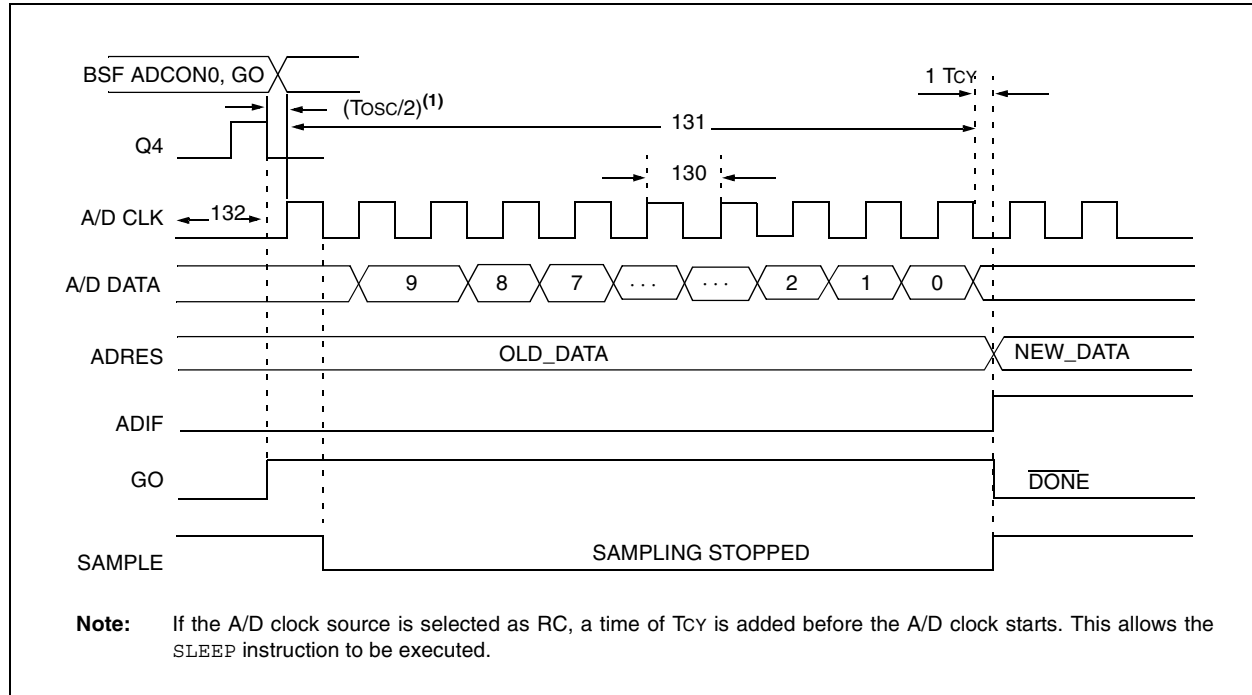 BSF ADCON0, GO
1 TCY
(TOSC/2)(1)
131
Q4
130
A/D CLK
132
A/D DATA
9 8 7 . . . . . . 2 1 0
ADRES
OLD_DATA
NEW_DATA
ADIF
GO
DONE
SAMPLE
SAMPLING STOPPED
Note: If the A/D clock source is selected as RC, a time of TCY is added before the A/D clock starts. This allows the
SLEEP instruction to be executed.